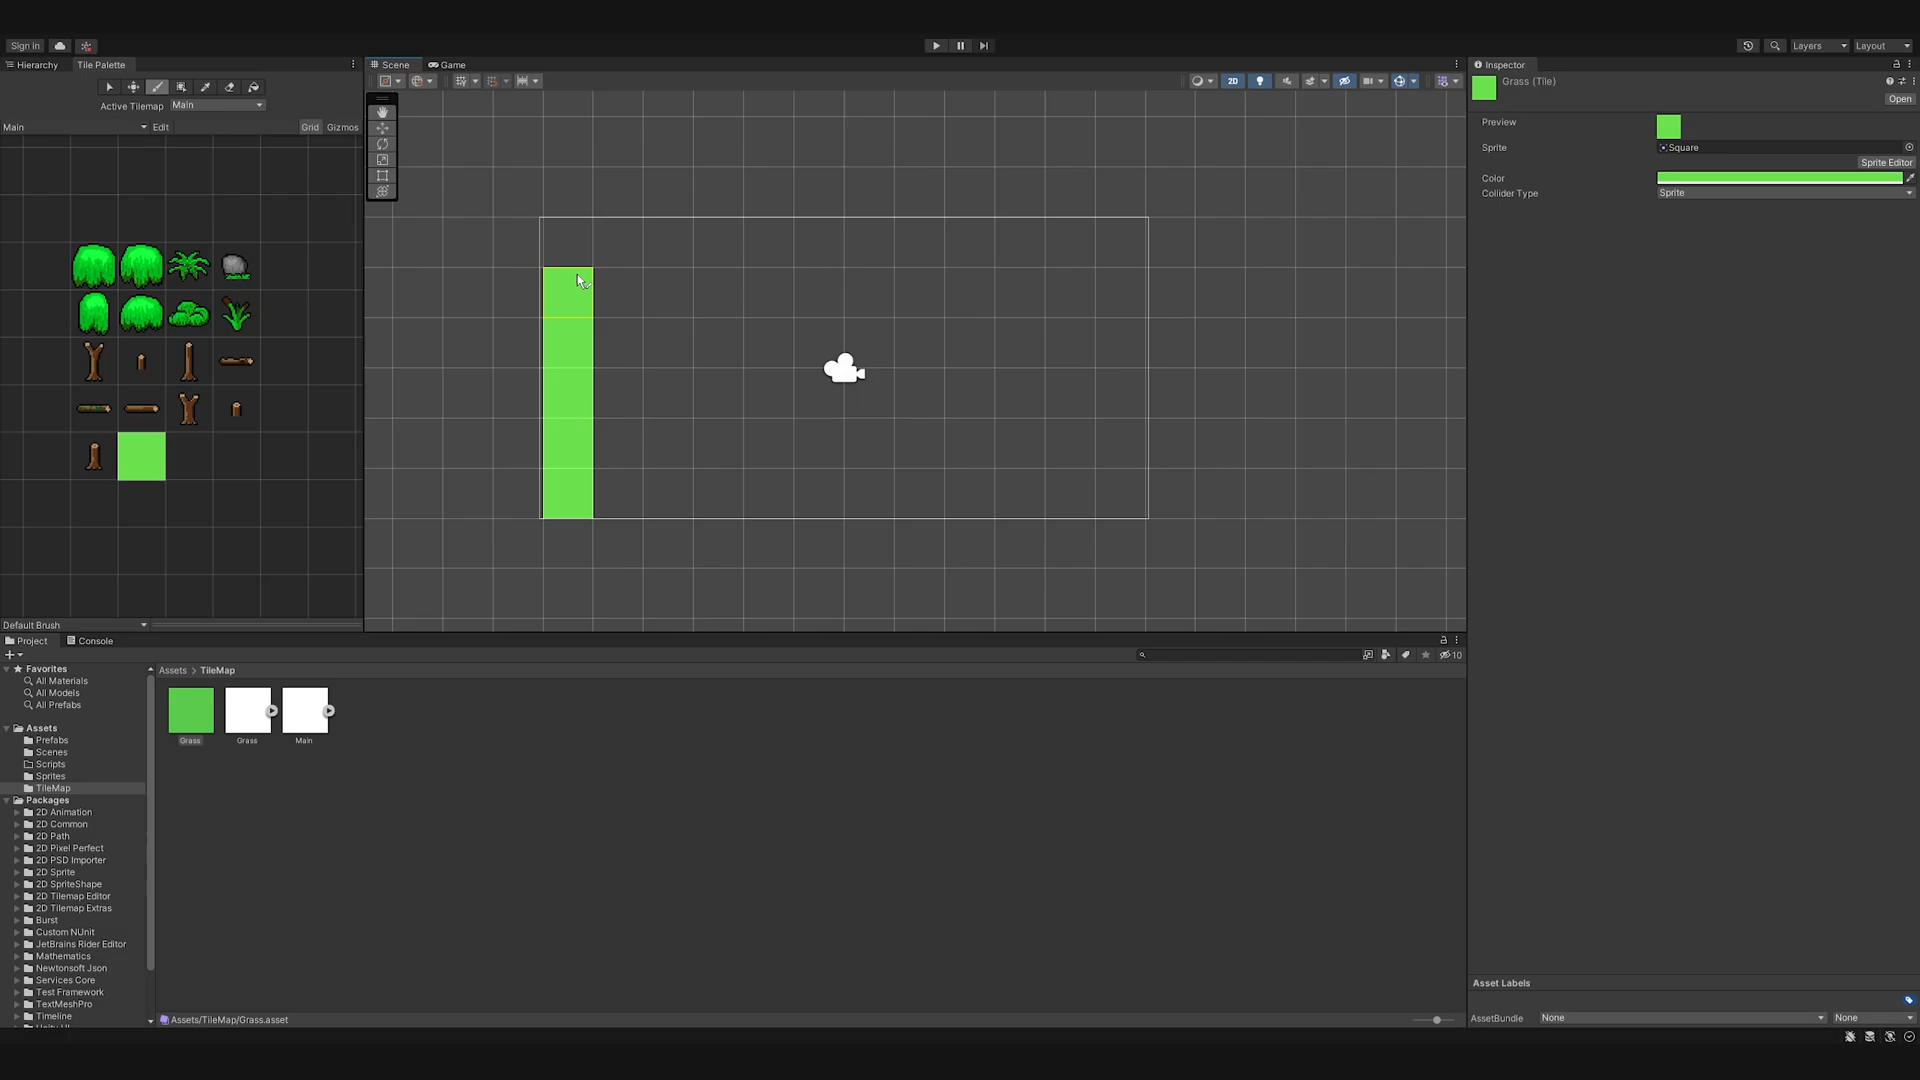 Sign in
Layers
Layout
Hierarchy
Tile Palette
Scene
Game
Inspector
2D
Grass (Tile)
Open
Active Tilemap
Main
Main
Edit
Grid
Gizmos
Preview
Sprite
Square
Sprite Editor
Color
Collider Type
Sprite
Default Brush
Project
Console
10
Favorites
All Materials
All Models
All Prefabs
Assets
Prefabs
Scenes
Scripts
Sprites
TileMap
Packages
2D Animation
2D Common
2D Path
2D Pixel Perfect
2D PSD Importer
2D Sprite
2D SpriteShape
2D Tilemap Editor
2D Tilemap Extras
Burst
Custom NUnit
JetBrains Rider Editor
Mathematics
Newtonsoft Json
Services Core
Test Framework
TextMeshPro
Timeline
Assets > TileMap
Grass
Grass
Main
Assets/TileMap/Grass.asset
Asset Labels
AssetBundle
None
None